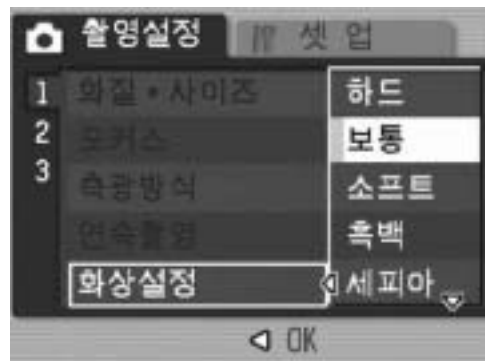 촬영설정 셋업
1 화질•사이즈 하드
2 포커스 보통
3 측광방식 소프트
연속촬영 흑백
화상설정 세피아
OK